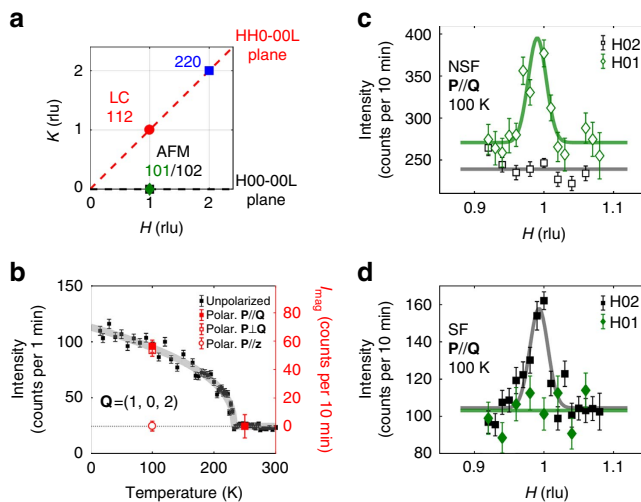 a
HH0-00L
plane
220
2
LC
112
K (rlu)
1
AFM
101/102
H00-00L
plane
0
0 1 2
H (rlu)
b
150
Unpolarized
Polar. P//Q
Polar. P⊥Q
Polar. P//z
100
50
0
Intensity
(counts per 1 min)
80
60
40
20
0
Imag (counts per 10 min)
Q=(1, 0, 2)
0 100 200 300
Temperature (K)
c
H02
H01
400
350
300
250
NSF
P//Q
100 K
Intensity
(counts per 10 min)
0.9 1 1.1
H (rlu)
d
H02
H01
160
140
120
100
80
SF
P//Q
100 K
Intensity
(counts per 10 min)
0.9 1 1.1
H (rlu)